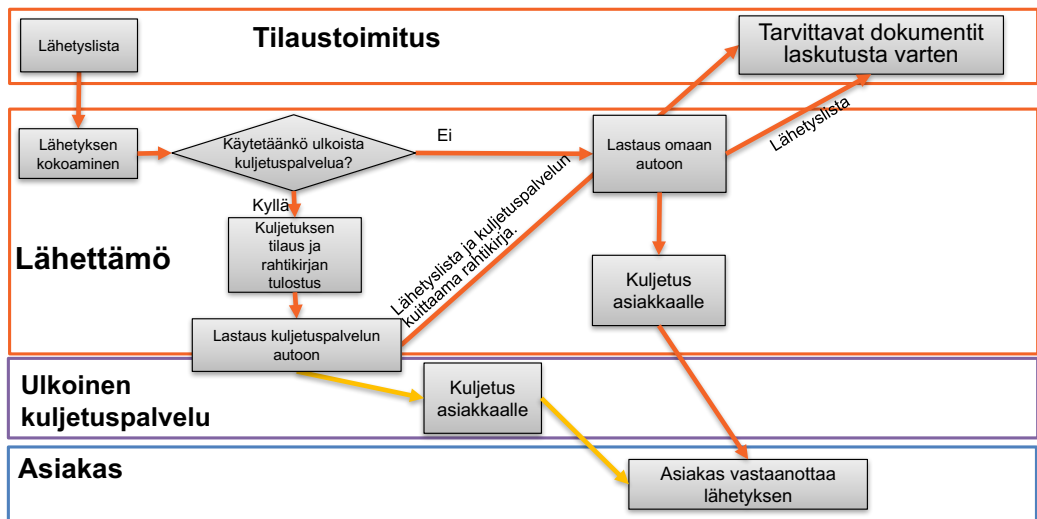 Tilaustoimitus
Lähetyslista
Tarvittavat dokumentit
laskutusta varten
Lähettämö
Lähetyksen
kokoaminen
Käytetäänkö ulkoista
kuljetuspalvelua?
Ei
Kyllä
Kuljetuksen
tilaus ja
rahtikirjan
tulostus
Lastaus kuljetuspalvelun
autoon
Lähetyslista ja kuljetuspalvelun
kuittaama rahtikirja.
Lastaus omaan
autoon
Lähetyslista
Kuljetus
asiakkaalle
Ulkoinen
kuljetuspalvelu
Kuljetus
asiakkaalle
Asiakas
Asiakas vastaanottaa
lähetyksen